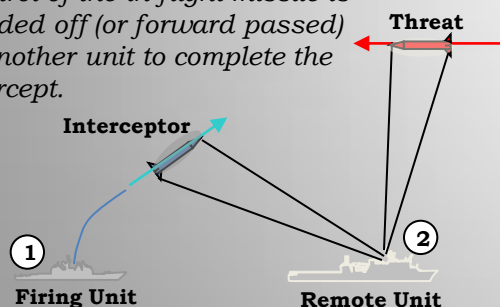 ded off (or forward passed)
nother unit to complete the
rcept.
Threat
Interceptor
1
2
Firing Unit
Remote Unit